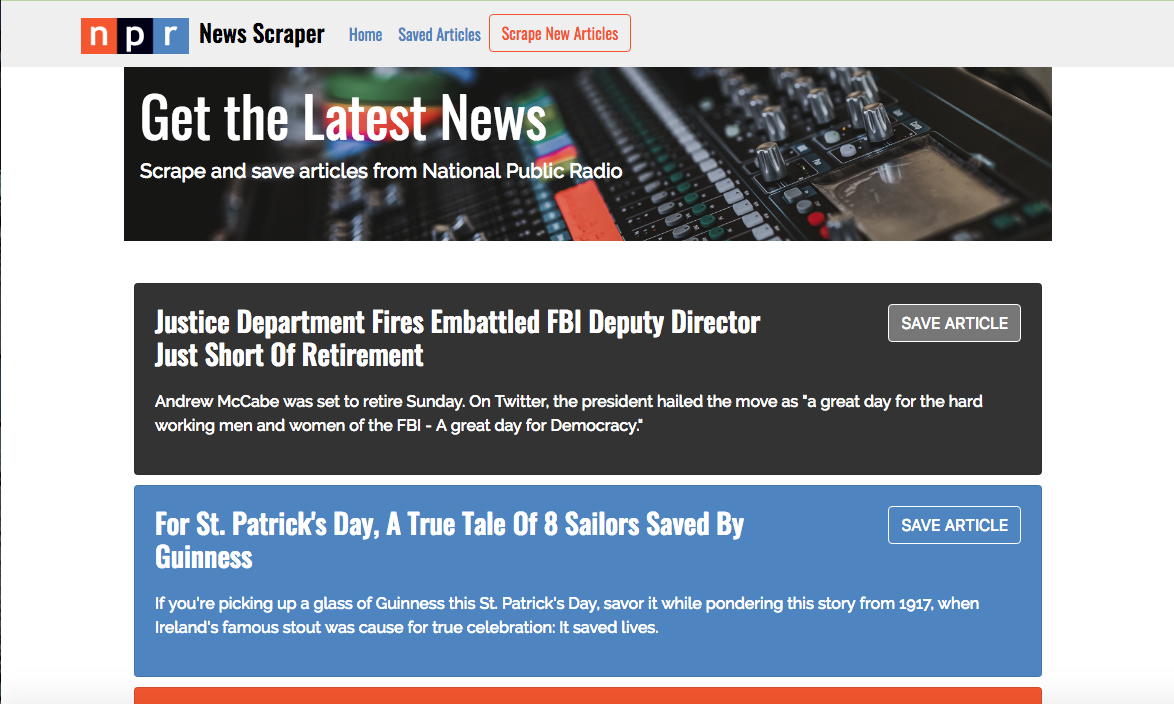 npr News Scraper Home Saved Articles Scrape New Articles
Get the Latest News
Scrape and save articles from National Public Radio
Justice Department Fires Embattled FBI Deputy Director
Just Short Of Retirement
SAVE ARTICLE
Andrew McCabe was set to retire Sunday. On Twitter, the president hailed the move as "a great day for the hard
working men and women of the FBI - A great day for Democracy."
For St. Patrick's Day, A True Tale Of 8 Sailors Saved By
Guinness
SAVE ARTICLE
If you're picking up a glass of Guinness this St. Patrick's Day, savor it while pondering this story from 1917, when
Ireland's famous stout was cause for true celebration: It saved lives.